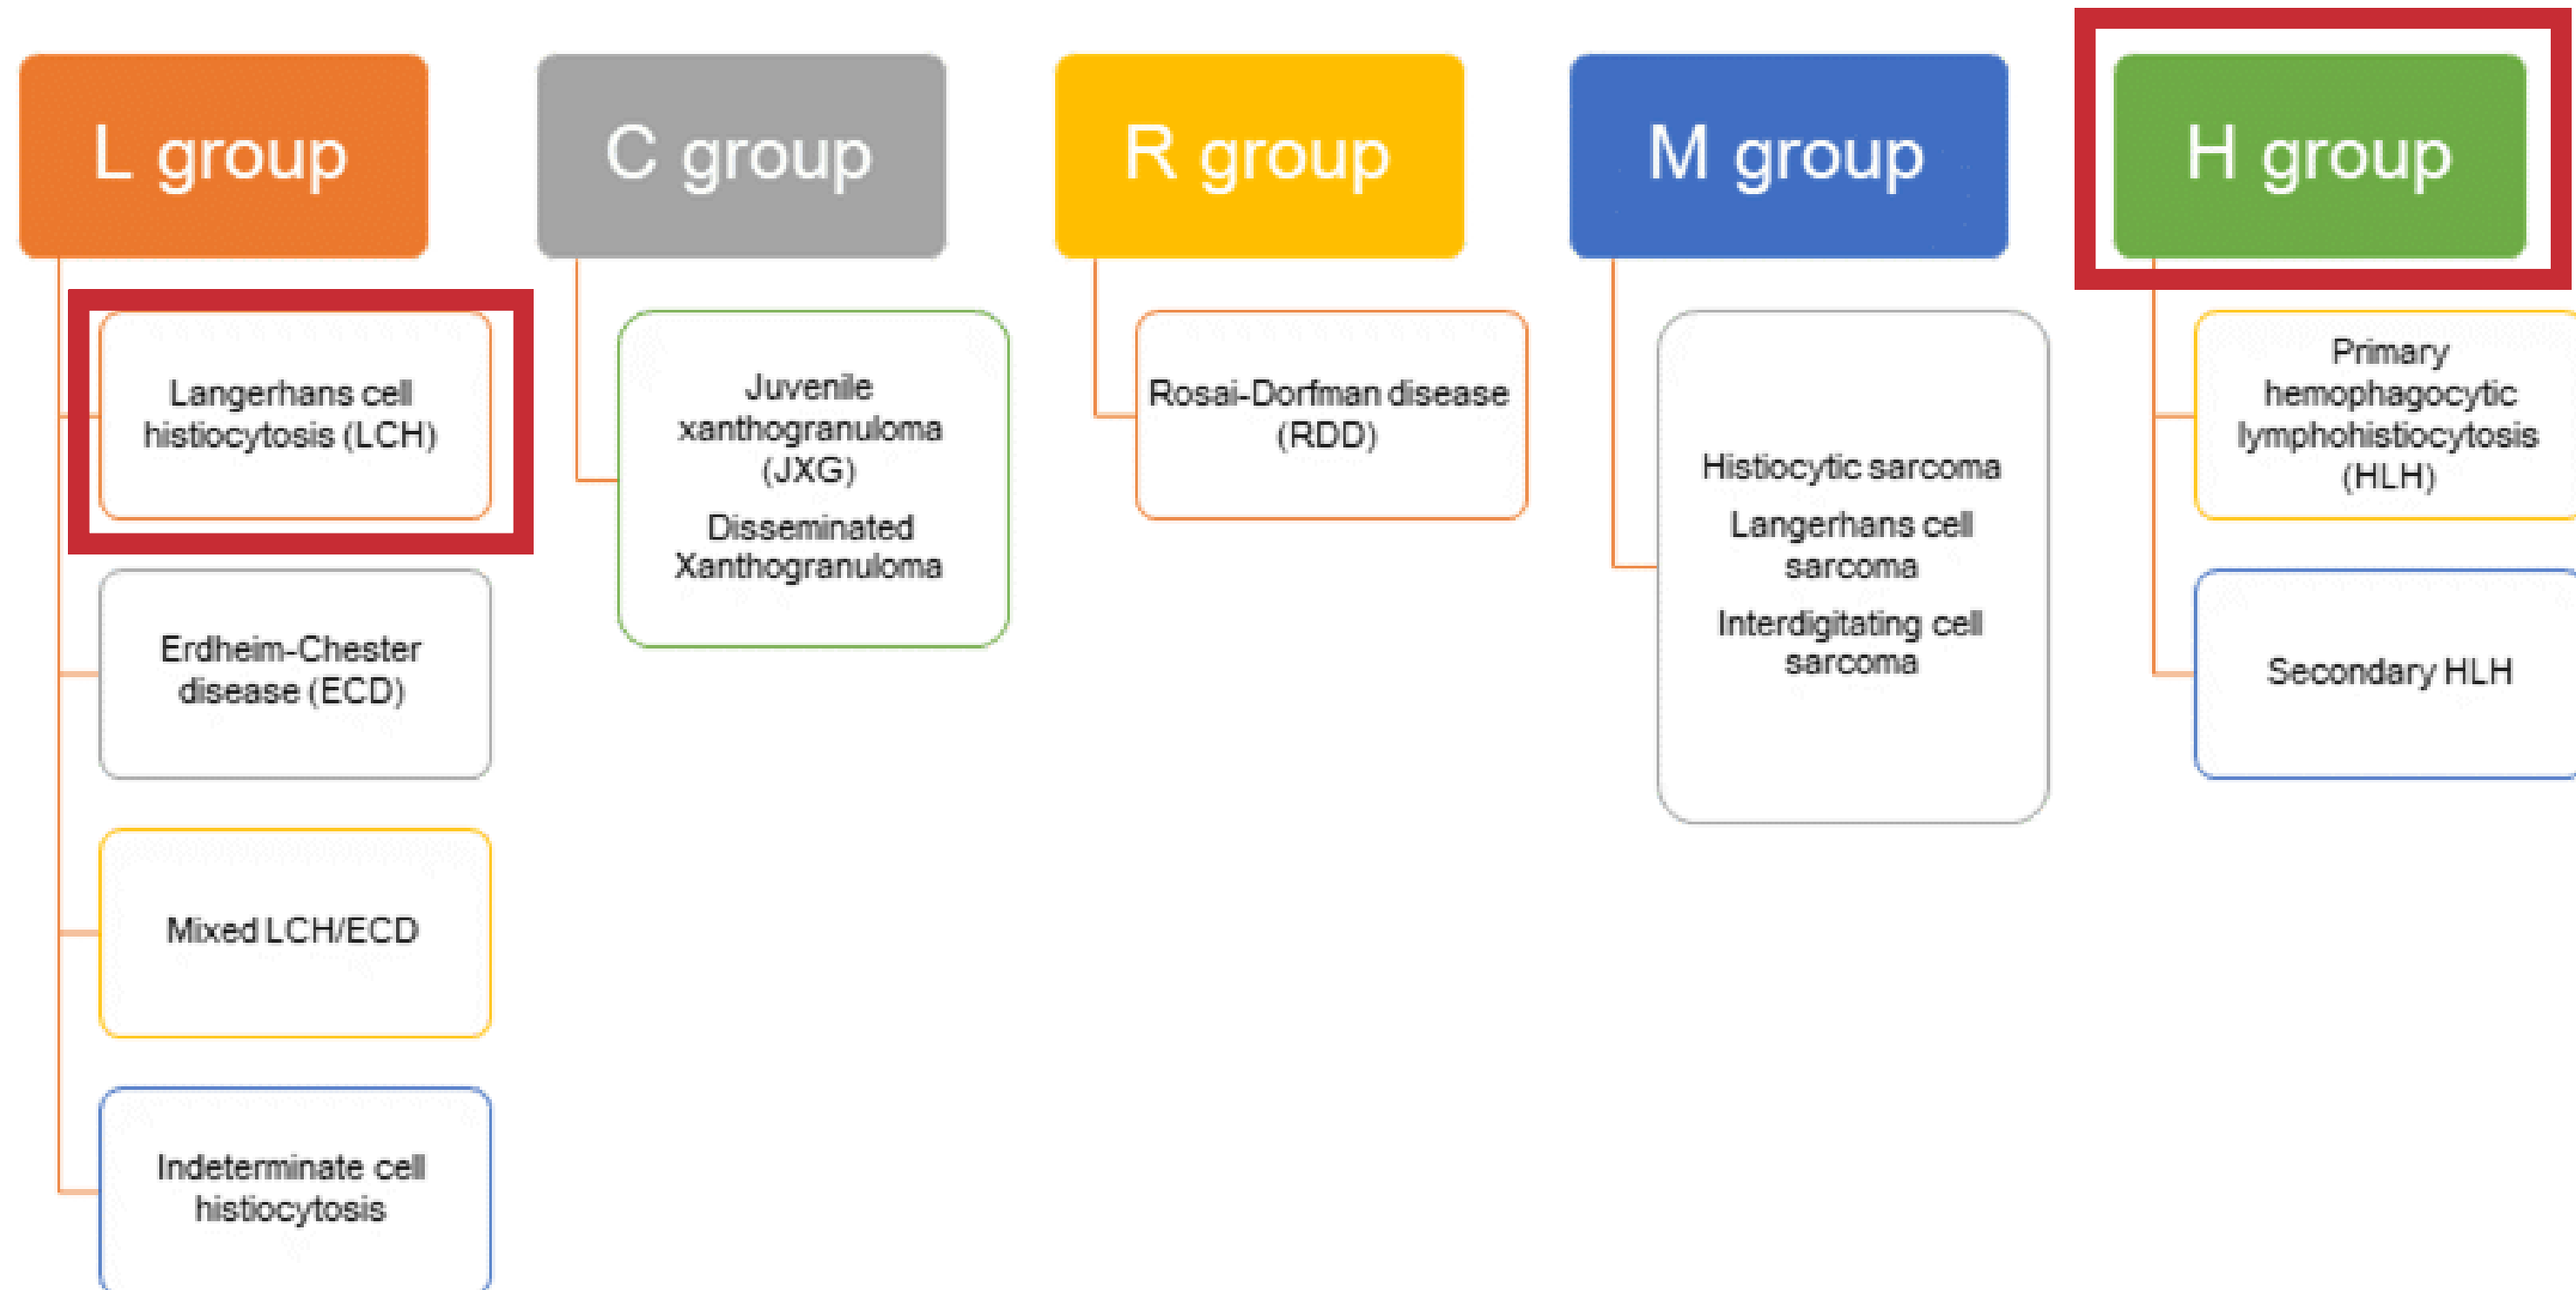 L group
Langerhans cell
histiocytosis (LCH)
Erdheim-Chester
disease (ECD)
Mixed LCH/ECD
Indeterminate cell
histiocytosis
C group
Juvenile
xanthogranuloma
(JXG)
Disseminated
Xanthogranuloma
R group
Rosai-Dorfman disease
(RDD)
M group
Histiocytic sarcoma
Langerhans cell
sarcoma
Interdigitating cell
sarcoma
H group
Primary
hemophagocytic
lymphohistiocytosis
(HLH)
Secondary HLH